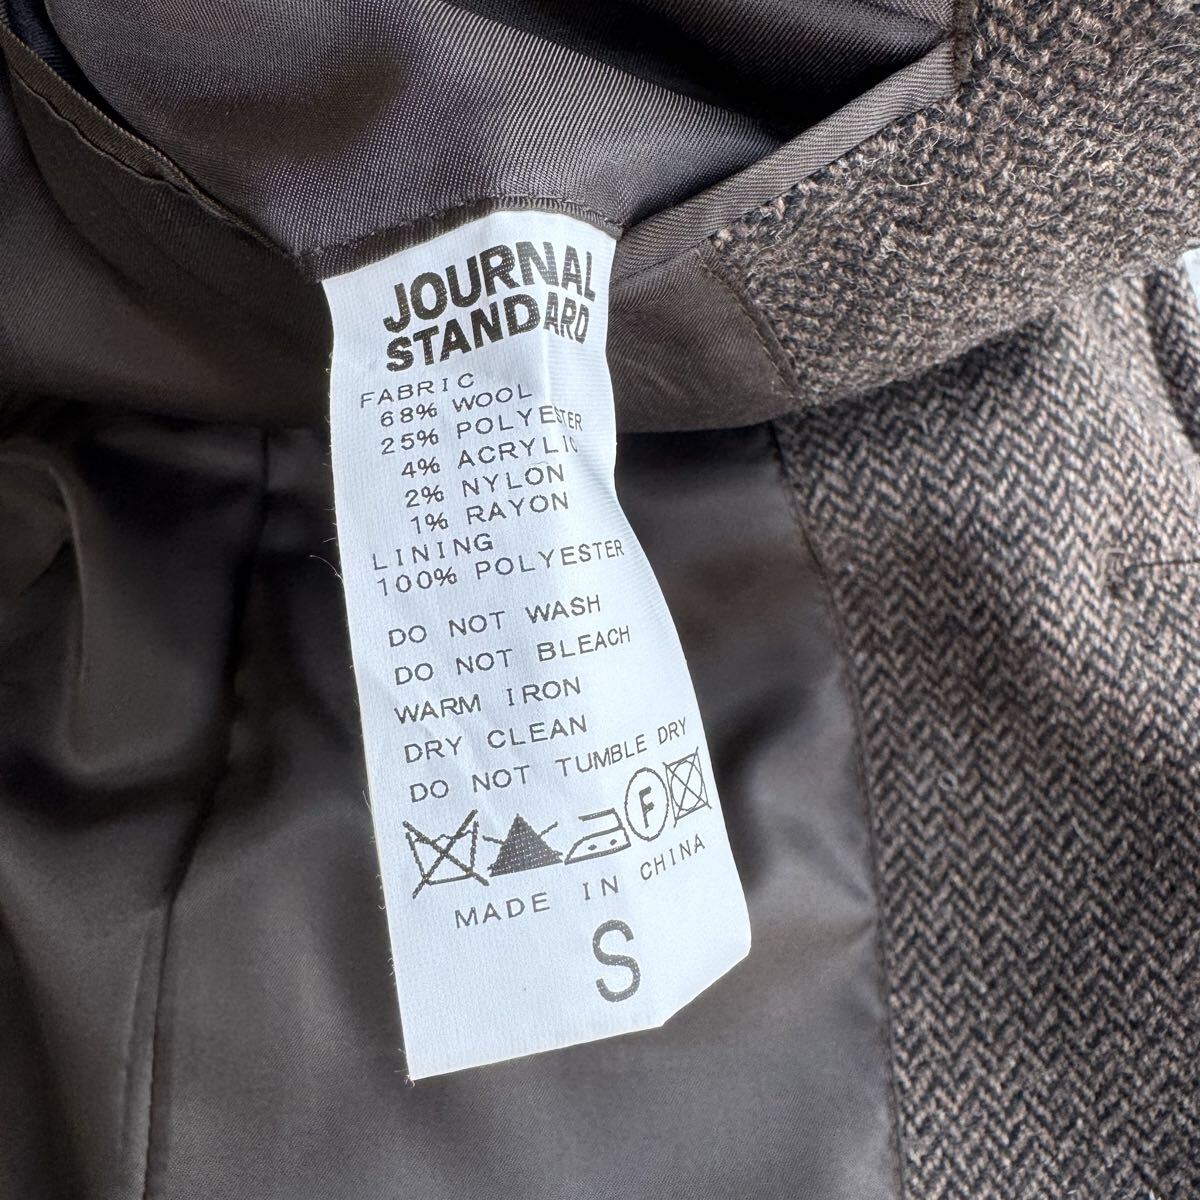 JOURNAL
STANDARD
FABRIC
68% WOOL
25% POLYESTER
4% ACRYLIC
2% NYLON
1% RAYON
LINING
100% POLYESTER
DO NOT WASH
DO NOT BLEACH
WARM IRON
DRY CLEAN
DO NOT TUMBLE DRY
F
MADE IN CHINA
S